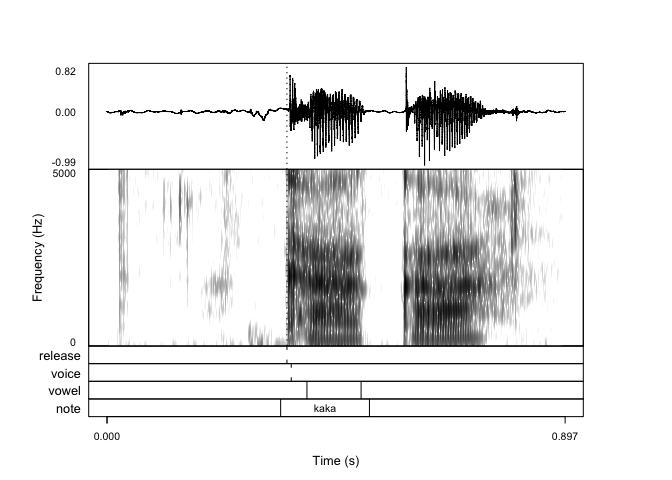 0.82
0.00
-0.99
5000
Frequency (Hz)
0
release
voice
vowel
note
kaka
0.000
0.897
Time (s)